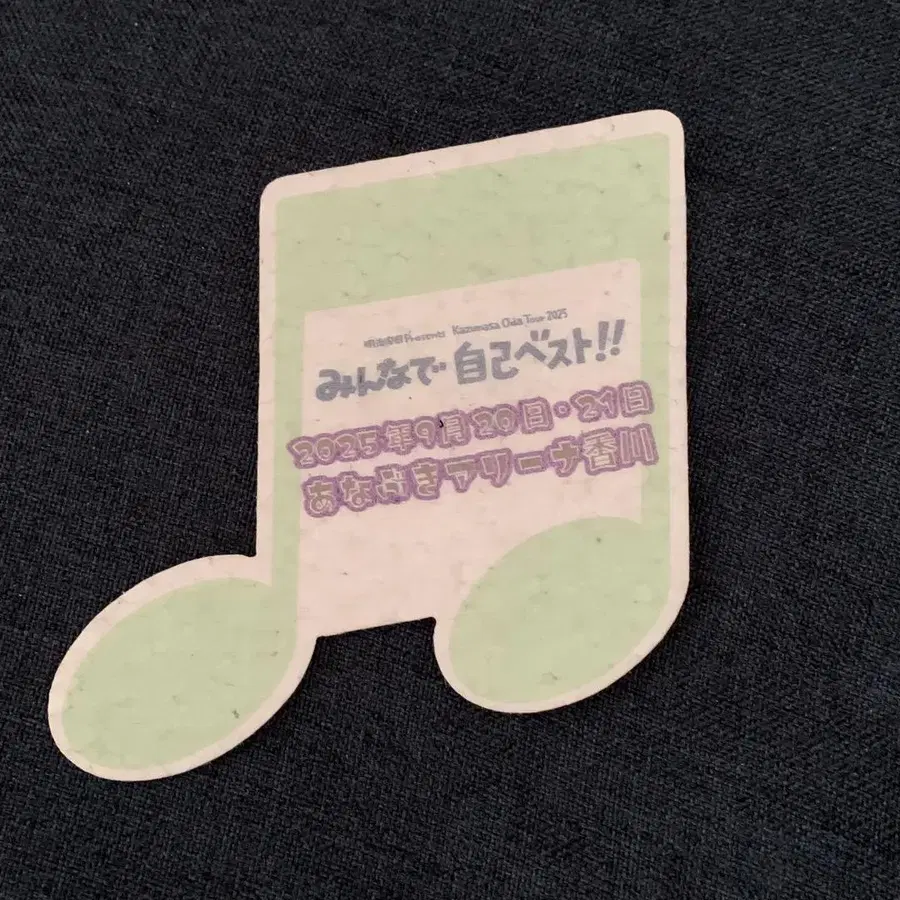 明治安田 Presents Kazumasa Oda Tour 2025
みんなで 自己ベスト!!
2025年9月20日・21日
あなぶきアリーナ香川